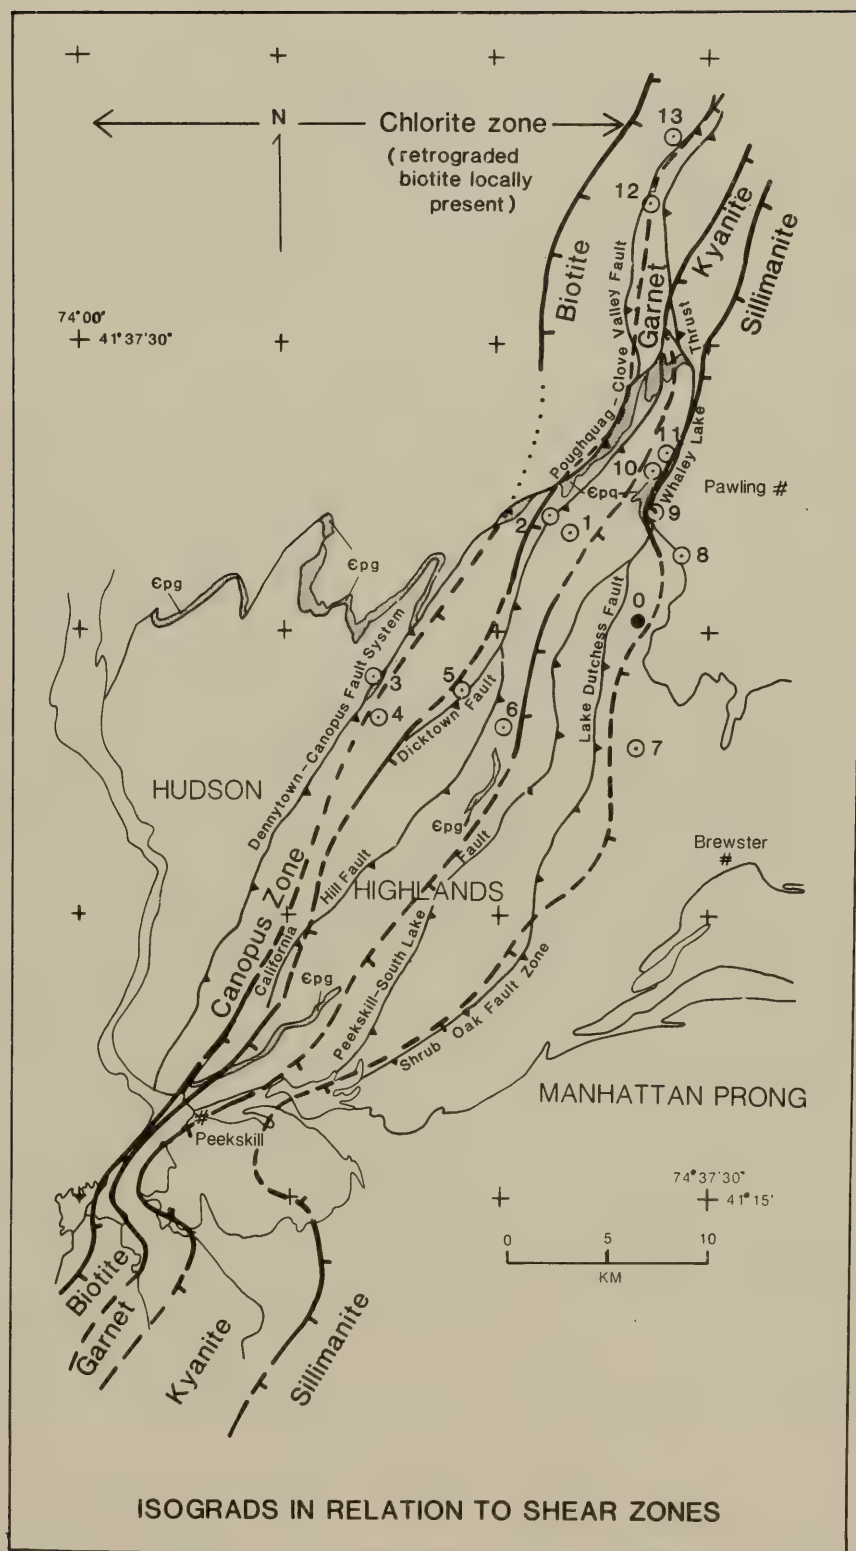 N
Chlorite zone
(retrograded
biotite locally
present)
13
12
Biotite
Poughquag-Clove Valley Fault
Garnet
Thrust
Kyanite
Sillimanite
74°00'
41°37'30"
11
10
Whaley Lake
Pawling #
Єpq
2
1
9
8
Єpg
Єpg
0
Dennytown-Canopus Fault System
3
4
5
Dicktown Fault
6
Lake Dutchess Fault
7
HUDSON
Єpg
Brewster
#
Canopus Zone
California
Hill Fault
HIGHLANDS
Fault
Peekskill-South Lake
Єpg
Shrub Oak Fault Zone
MANHATTAN PRONG
#
Peekskill
74°37'30"
41°15'
0
5
10
KM
Biotite
Garnet
Kyanite
Sillimanite
ISOGRADS IN RELATION TO SHEAR ZONES